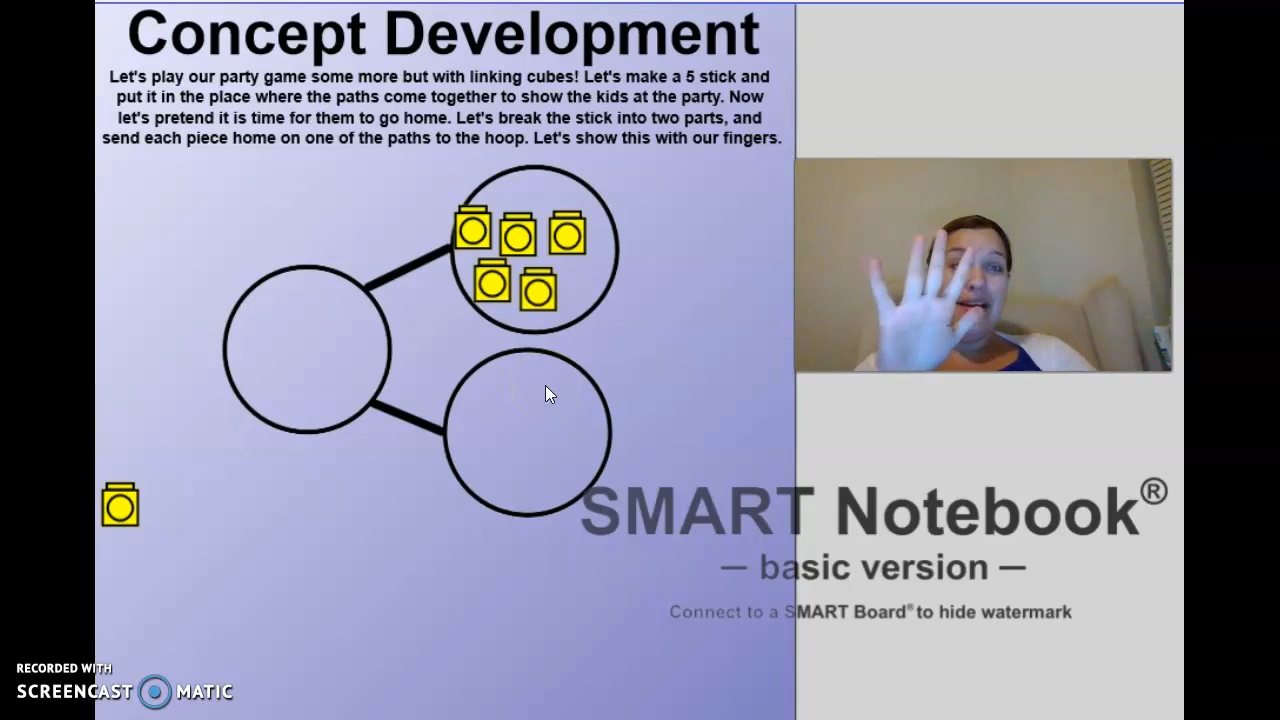 Concept Development
Let's play our party game some more but with linking cubes! Let's make a 5 stick and
put it in the place where the paths come together to show the kids at the party. Now
let's pretend it is time for them to go home. Let's break the stick into two parts, and
send each piece home on one of the paths to the hoop. Let's show this with our fingers.
SMART Notebook®
— basic version —
Connect to a SMART Board® to hide watermark
RECORDED WITH
SCREENCAST MATIC